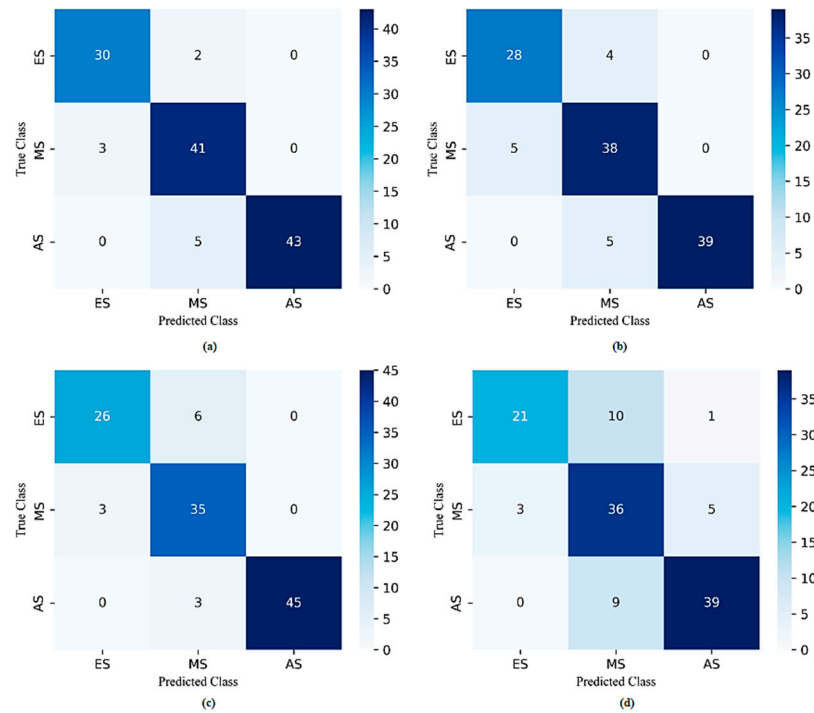 ES 30 2 0
MS 3 41 0
AS 0 5 43
True Class
ES MS AS
Predicted Class
40
35
30
25
20
15
10
5
0
(a)
ES 28 4 0
MS 5 38 0
AS 0 5 39
True Class
ES MS AS
Predicted Class
35
30
25
20
15
10
5
0
(b)
ES 26 6 0
MS 3 35 0
AS 0 3 45
True Class
ES MS AS
Predicted Class
45
40
35
30
25
20
15
10
5
0
(c)
ES 21 10 1
MS 3 36 5
AS 0 9 39
True Class
ES MS AS
Predicted Class
35
30
25
20
15
10
5
0
(d)